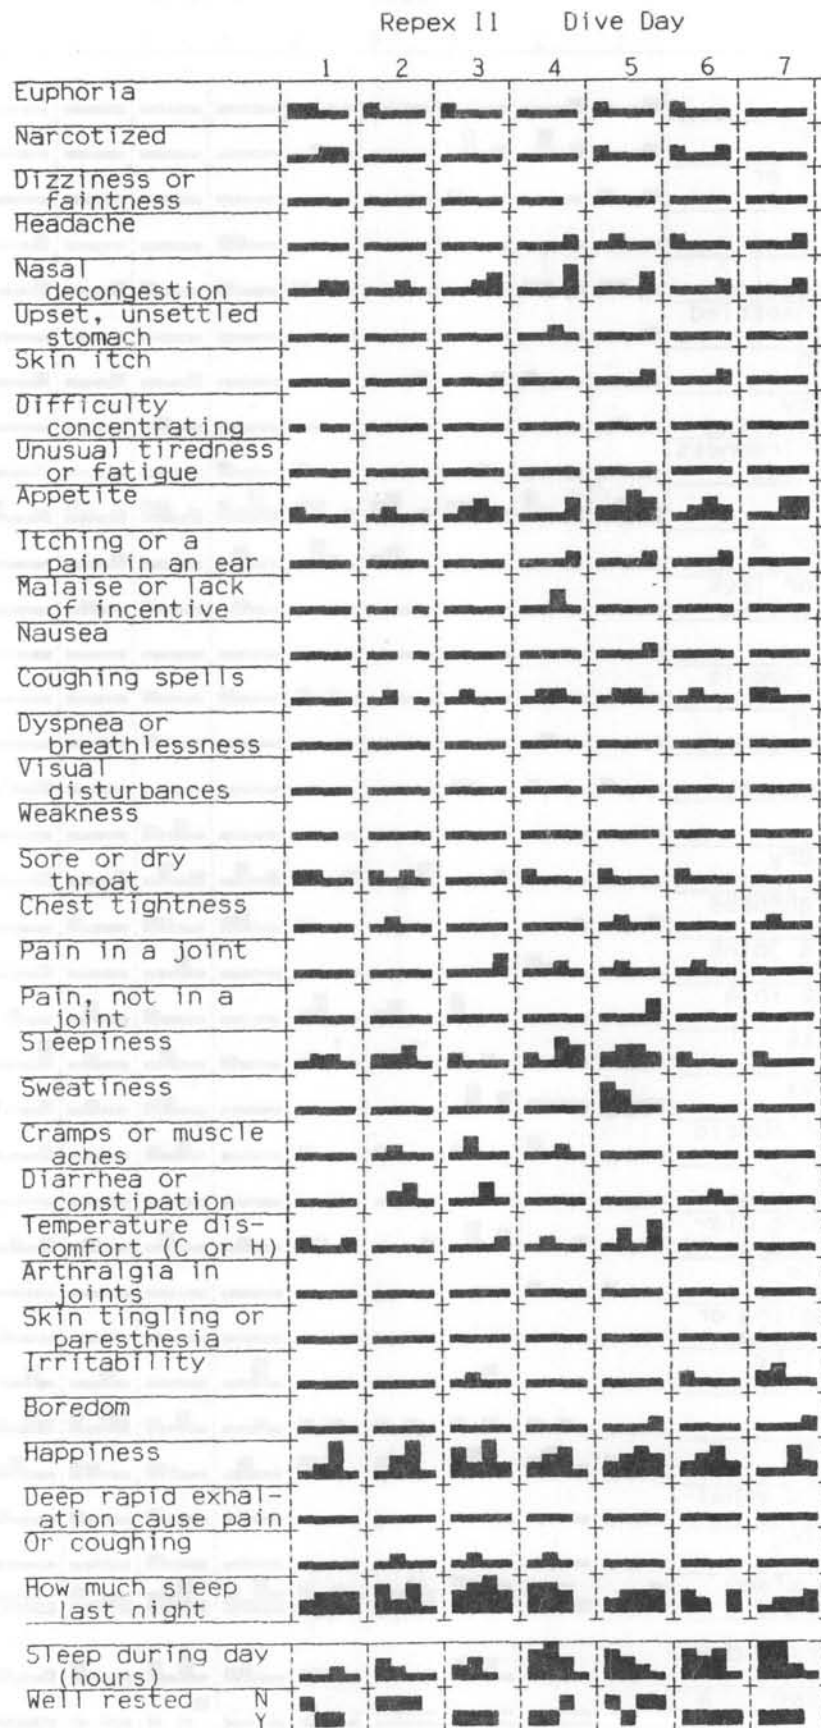 Repex II Dive Day
1 2 3 4 5 6 7
Euphoria
Narcotized
Dizziness or
faintness
Headache
Nasal
decongestion
Upset, unsettled
stomach
Skin itch
Difficulty
concentrating
Unusual tiredness
or fatigue
Appetite
Itching or a
pain in an ear
Malaise or lack
of incentive
Nausea
Coughing spells
Dyspnea or
breathlessness
Visual
disturbances
Weakness
Sore or dry
throat
Chest tightness
Pain in a joint
Pain, not in a
joint
Sleepiness
Sweatiness
Cramps or muscle
aches
Diarrhea or
constipation
Temperature dis-
comfort (C or H)
Arthralgia in
joints
Skin tingling or
paresthesia
Irritability
Boredom
Happiness
Deep rapid exhal-
ation cause pain
Or coughing
How much sleep
last night
Sleep during day
(hours)
Well rested N
Y